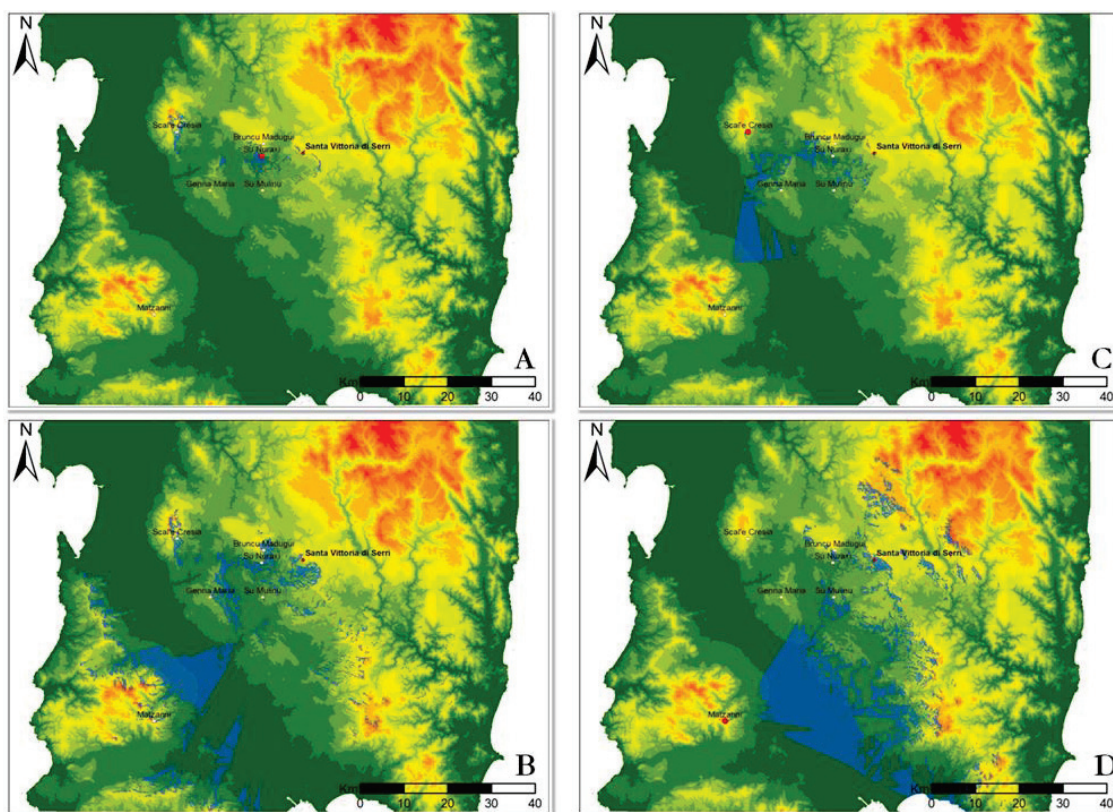 N
Scal'e Cresia
Bruncu Madugui
Su Nuraxi
Santa Vittoria di Serri
Genna Maria
Su Mulinu
Matzanni
A
Km
0 10 20 30 40
N
Scal'e Cresia
Bruncu Madugui
Su Nuraxi
Santa Vittoria di Serri
Genna Maria
Su Mulinu
Matzanni
B
Km
0 10 20 30 40
N
Scal'e Cresia
Bruncu Madugui
Su Nuraxi
Santa Vittoria di Serri
Genna Maria
Su Mulinu
Matzanni
C
Km
0 10 20 30 40
N
Scal'e Cresia
Bruncu Madugui
Su Nuraxi
Santa Vittoria di Serri
Genna Maria
Su Mulinu
Matzanni
D
Km
0 10 20 30 40